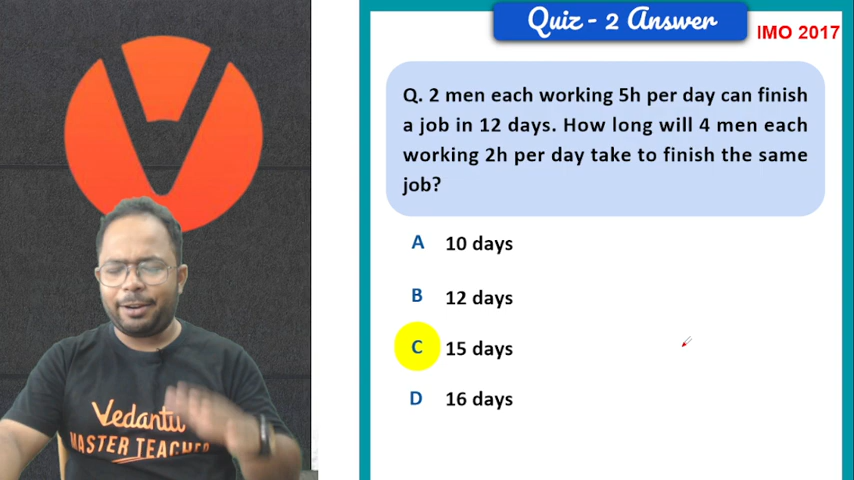 Quiz - 2 Answer
IMO 2017
Q. 2 men each working 5h per day can finish
a job in 12 days. How long will 4 men each
working 2h per day take to finish the same
job?
A 10 days
B 12 days
C 15 days
D 16 days
Vedantu
MASTER TEACHER